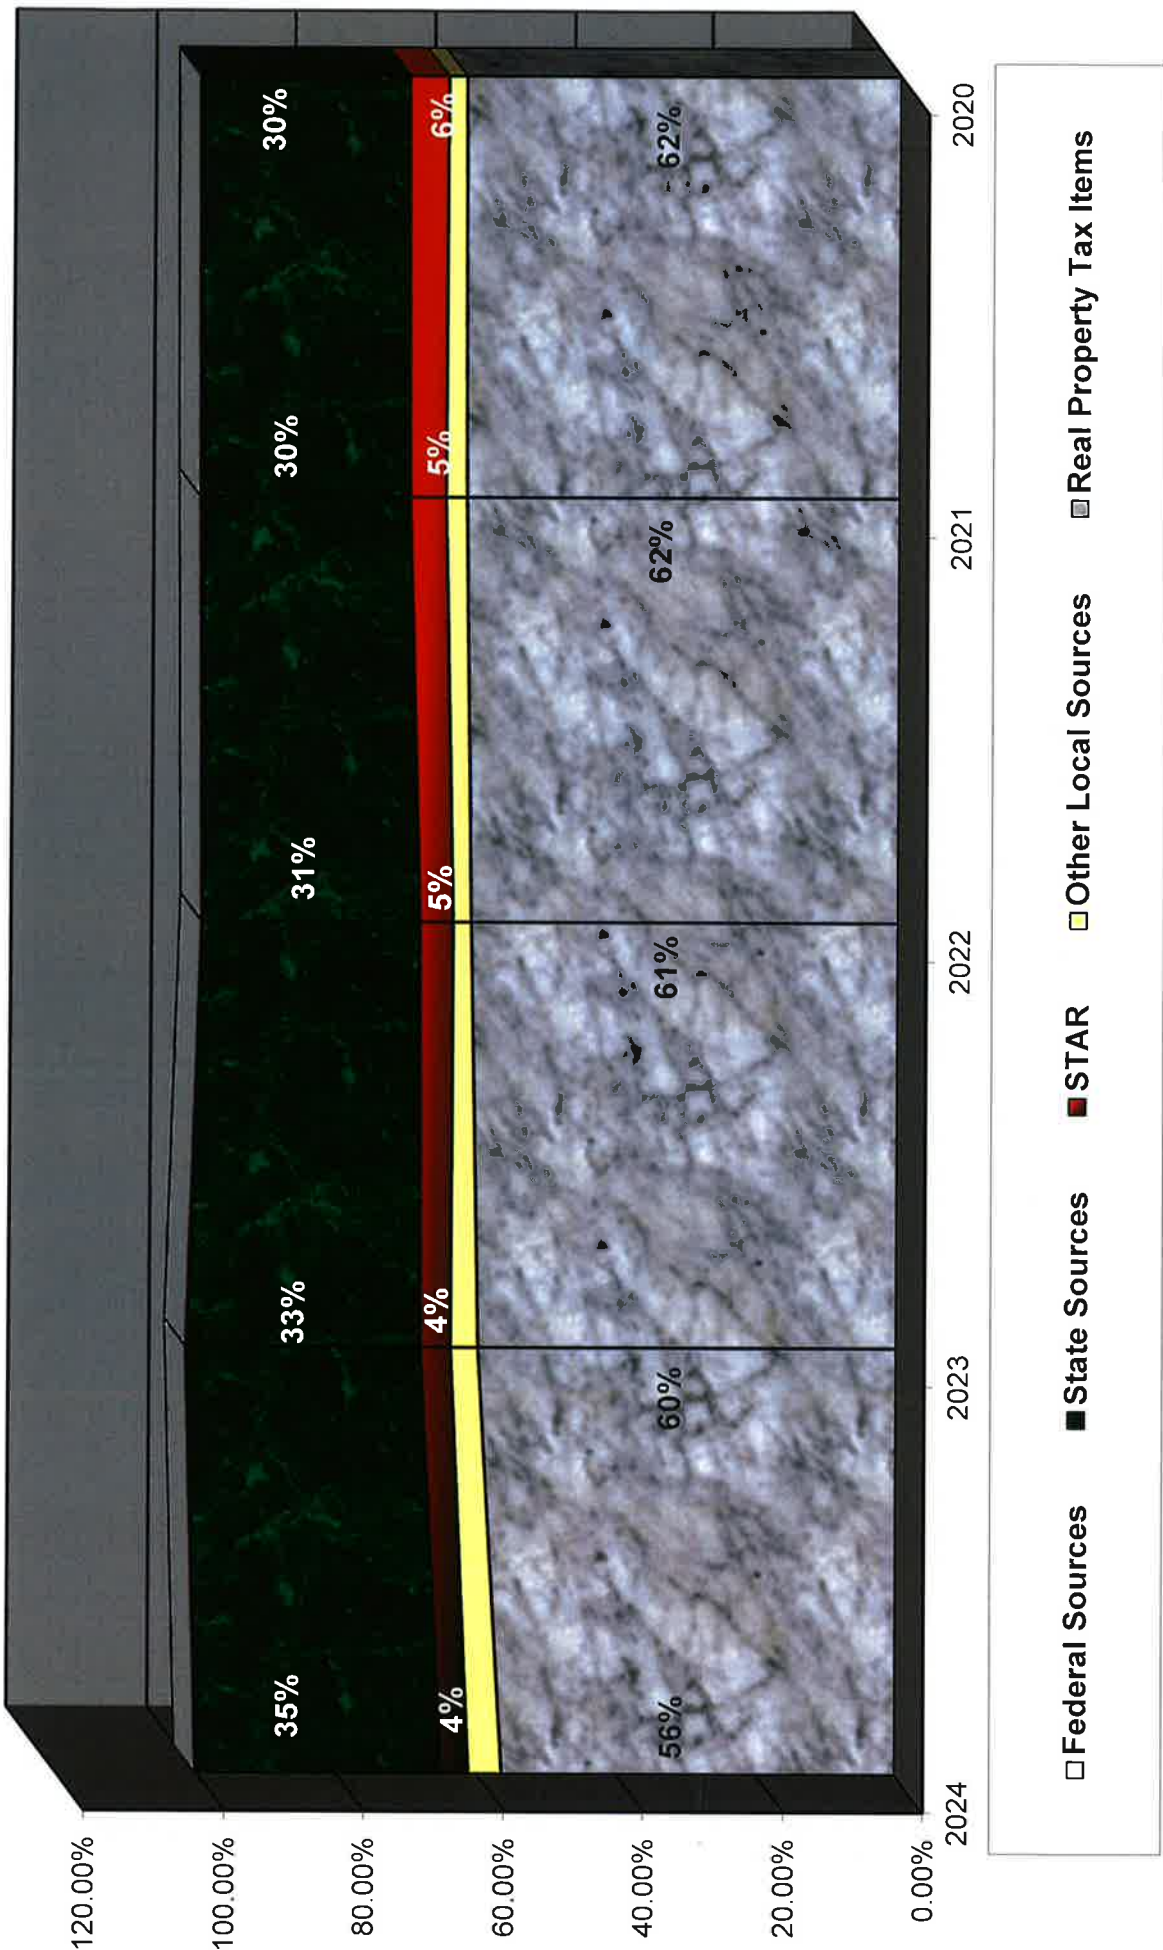 120.00%
100.00%
80.00%
60.00%
40.00%
20.00%
0.00%
35% 33% 31% 30% 30%
4% 4% 5% 5% 6%
56% 60% 61% 62% 62%
2024 2023 2022 2021 2020
Federal Sources State Sources STAR Other Local Sources Real Property Tax Items